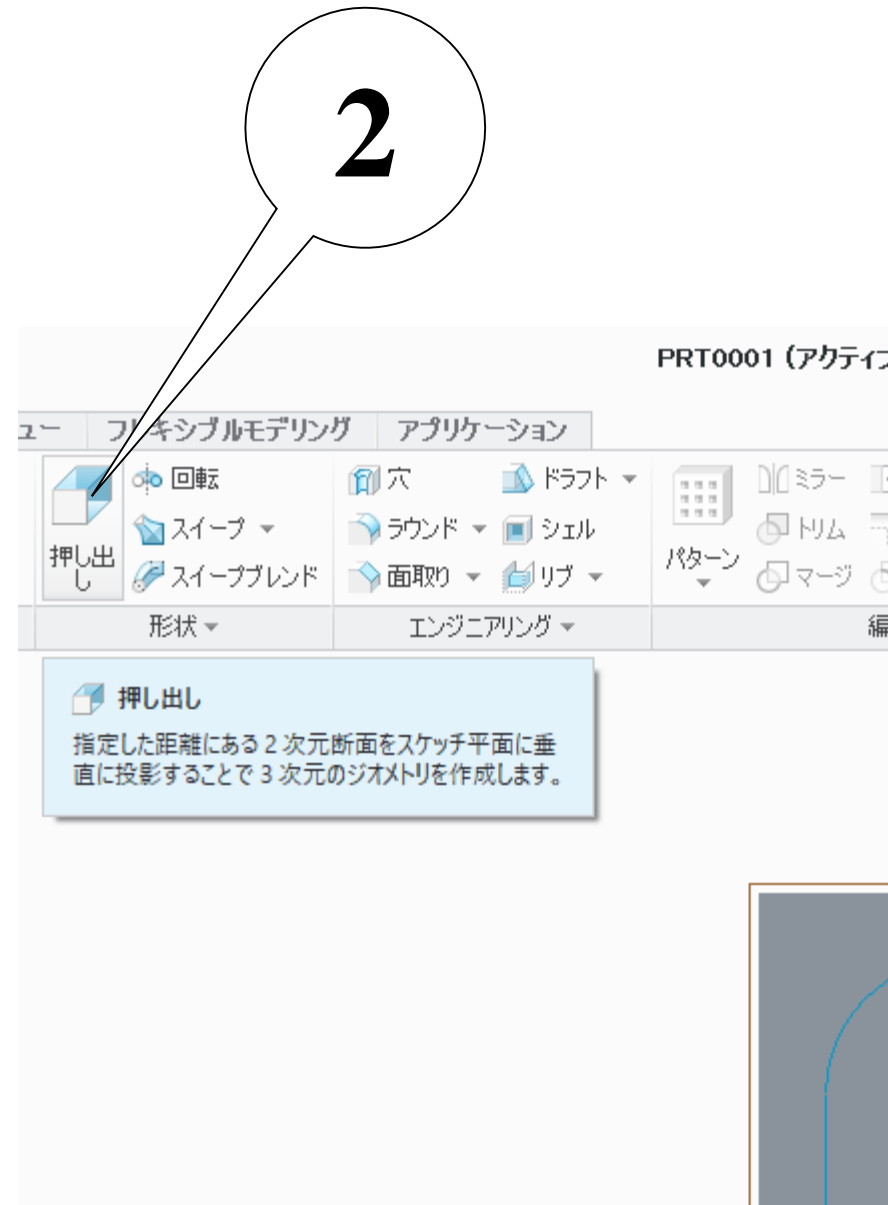 2
PRT0001 (アクティブ
ュー フレキシブルモデリング アプリケーション
押し出し
回転
スイープ
スイープブレンド
形状
穴
ラウンド
面取り
ドラフト
シェル
リブ
エンジニアリング
パターン
ミラー
トリム
マージ
編
押し出し
指定した距離にある 2 次元断面をスケッチ平面に垂
直に投影することで 3 次元のジオメトリを作成します。